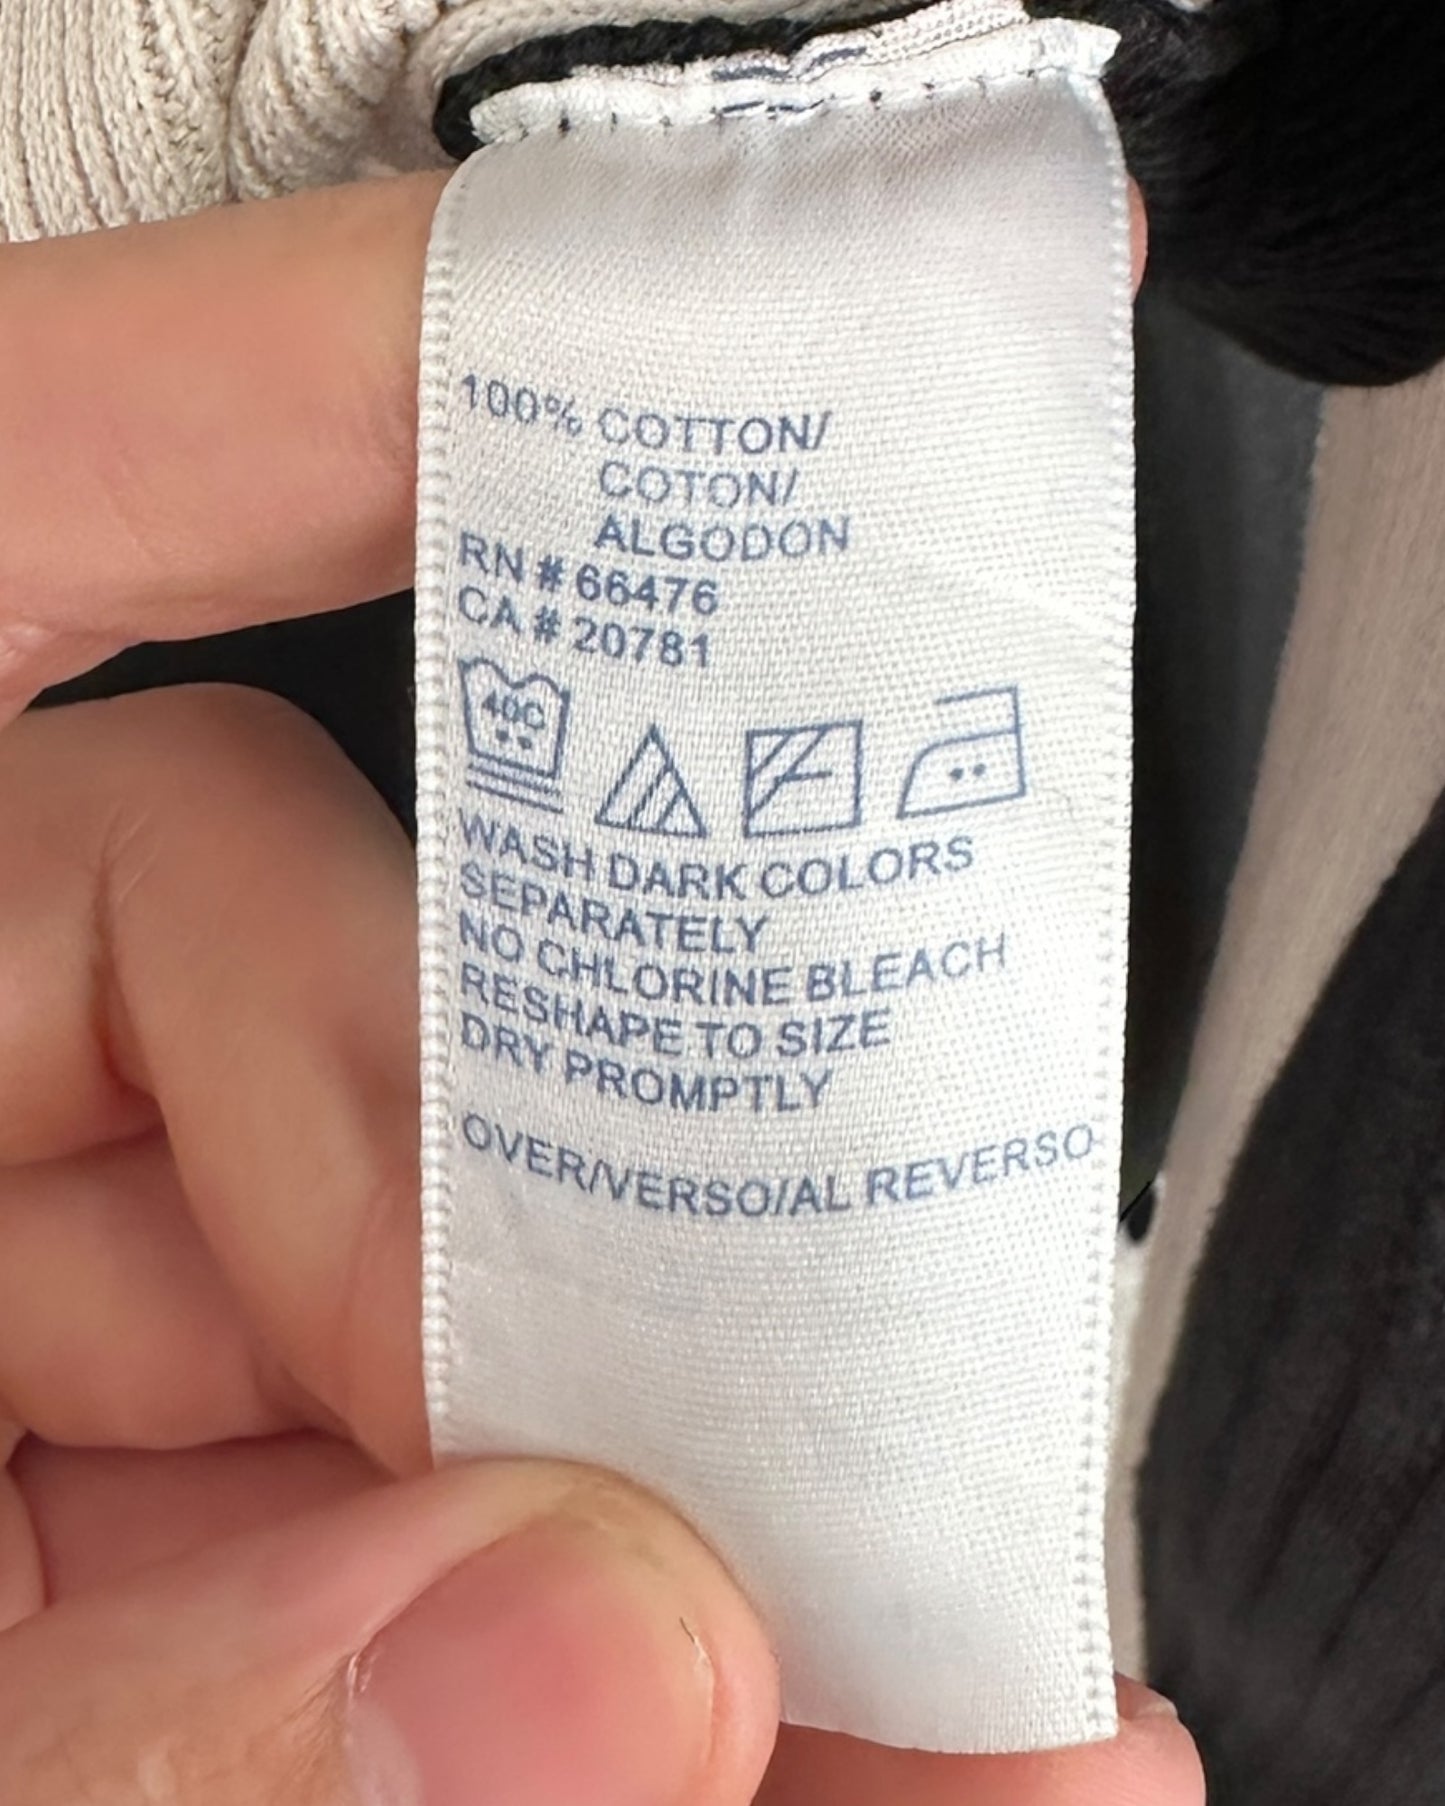 100% COTTON/
COTON/
ALGODON
RN # 66476
CA # 20781
40C
WASH DARK COLORS
SEPARATELY
NO CHLORINE BLEACH
RESHAPE TO SIZE
DRY PROMPTLY
OVER/VERSO/AL REVERSO